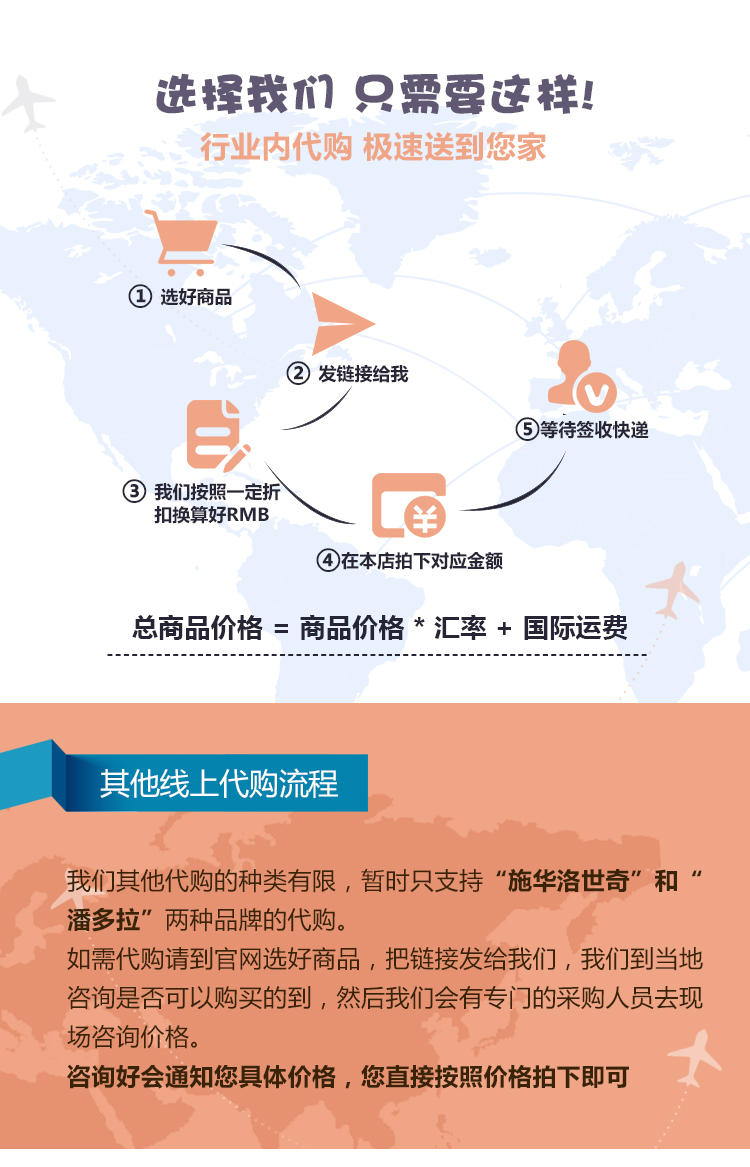 选择我们 只需要这样!
行业内代购 极速送到您家
① 选好商品
② 发链接给我
③ 我们按照一定折
扣换算好RMB
④在本店拍下对应金额
⑤等待签收快递
总商品价格 = 商品价格 * 汇率 + 国际运费
其他线上代购流程
我们其他代购的种类有限，暂时只支持“施华洛世奇”和“
潘多拉”两种品牌的代购。
如需代购请到官网选好商品，把链接发给我们，我们到当地
咨询是否可以购买的到，然后我们会有专门的采购人员去现
场咨询价格。
咨询好会通知您具体价格，您直接按照价格拍下即可